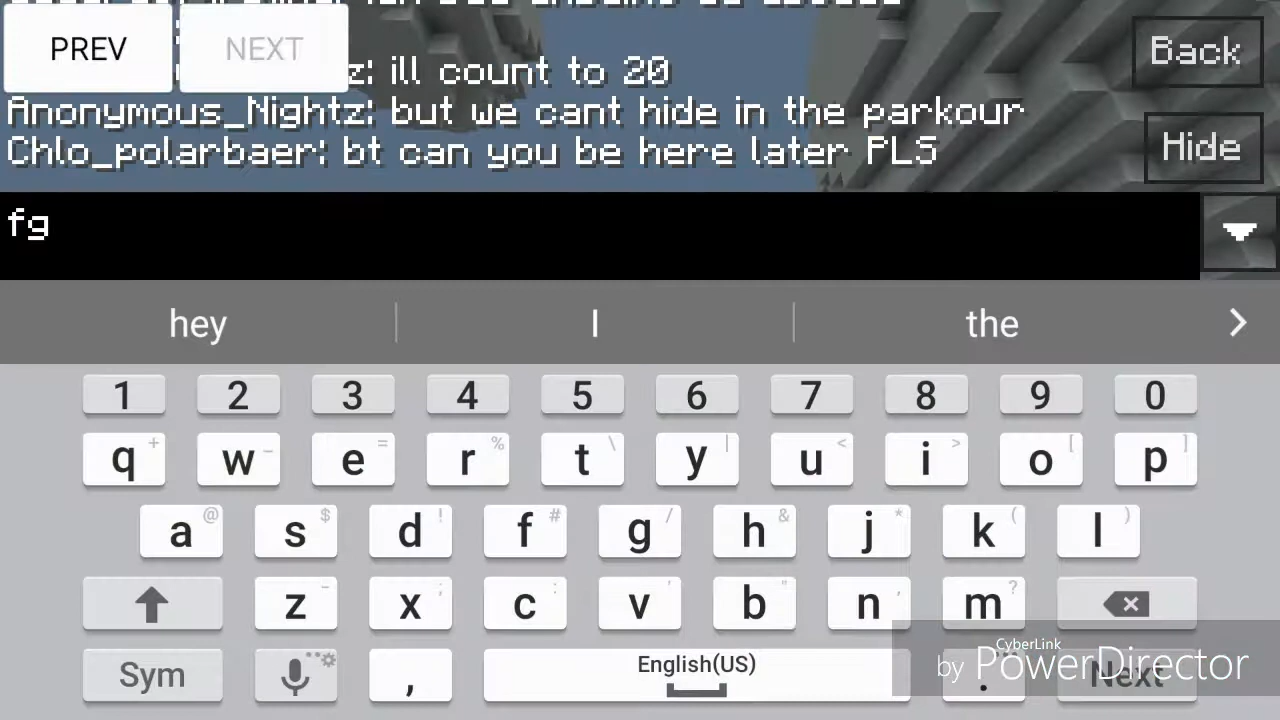 PREV
NEXT
z: ill count to 20
Anonymous_Nightz: but we cant hide in the parkour
Chlo_polarbaer: bt can you be here later PLS
Back
Hide
fg
hey
I
the
1 2 3 4 5 6 7 8 9 0
q + w - e = r % t \ y | u < i > o [ p ]
a @ s $ d ! f # g / h & j * k ( l )
z x ; c : v ' b " n , m ?
Sym , English(US) . Next
CyberLink
by PowerDirector